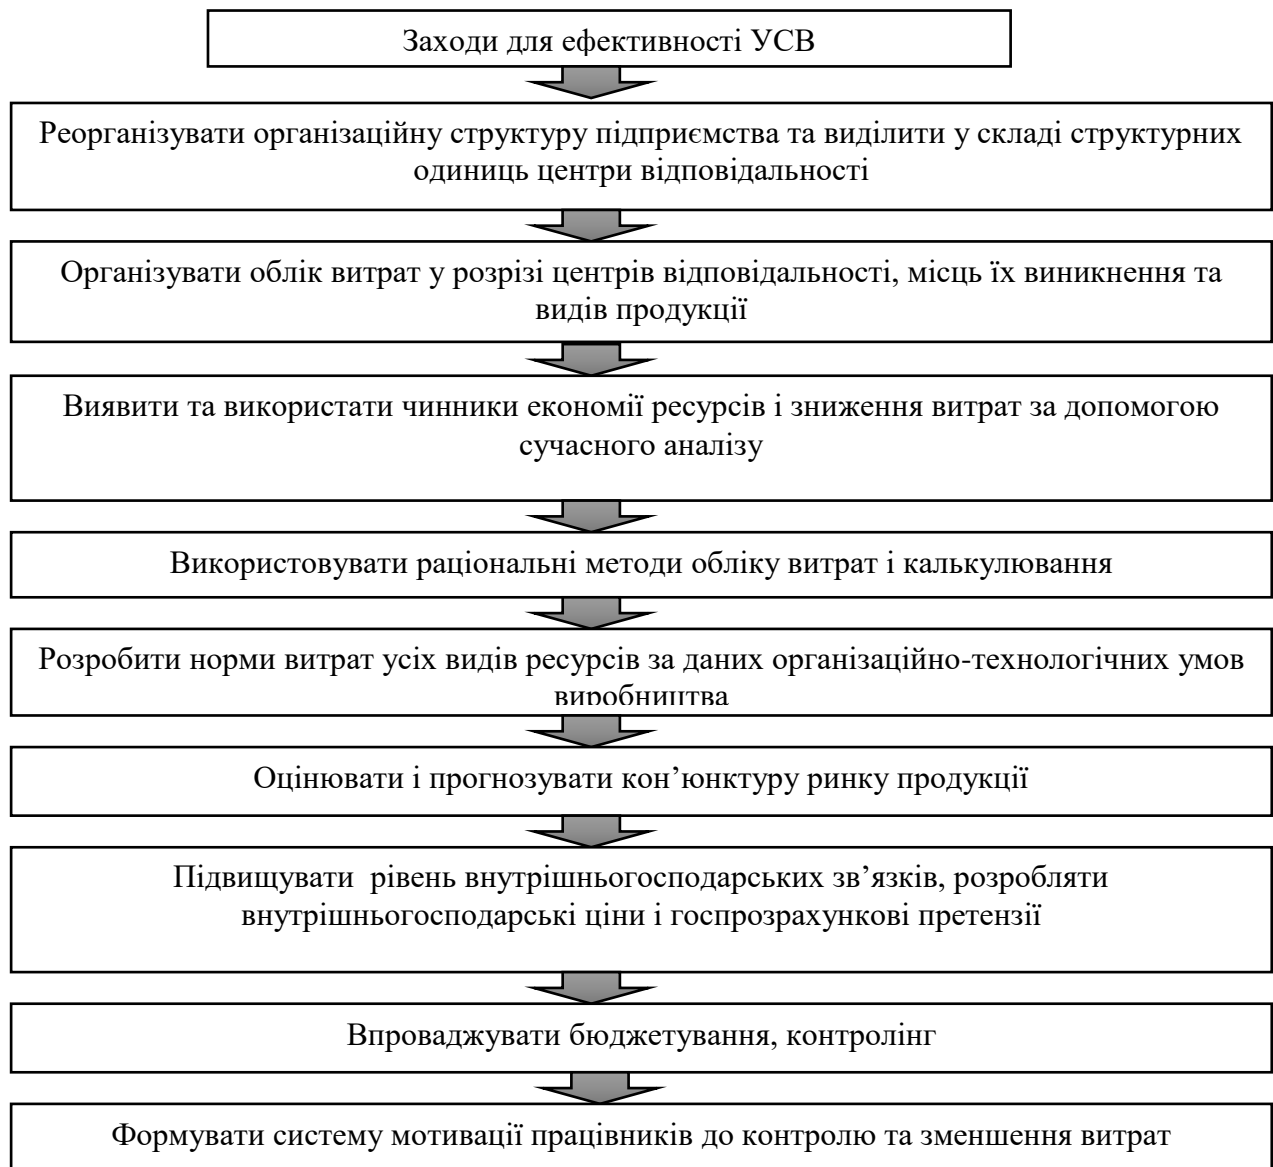 Заходи для ефективності УСВ
Реорганізувати організаційну структуру підприємства та виділити у складі структурних
одиниць центри відповідальності
Організувати облік витрат у розрізі центрів відповідальності, місць їх виникнення та
видів продукції
Виявити та використати чинники економії ресурсів і зниження витрат за допомогою
сучасного аналізу
Використовувати раціональні методи обліку витрат і калькулювання
Розробити норми витрат усіх видів ресурсів за даних організаційно-технологічних умов
виробництва
Оцінювати і прогнозувати кон’юнктуру ринку продукції
Підвищувати  рівень внутрішньогосподарських зв’язків, розробляти
внутрішньогосподарські ціни і госпрозрахункові претензії
Впроваджувати бюджетування, контролінг
Формувати систему мотивації працівників до контролю та зменшення витрат